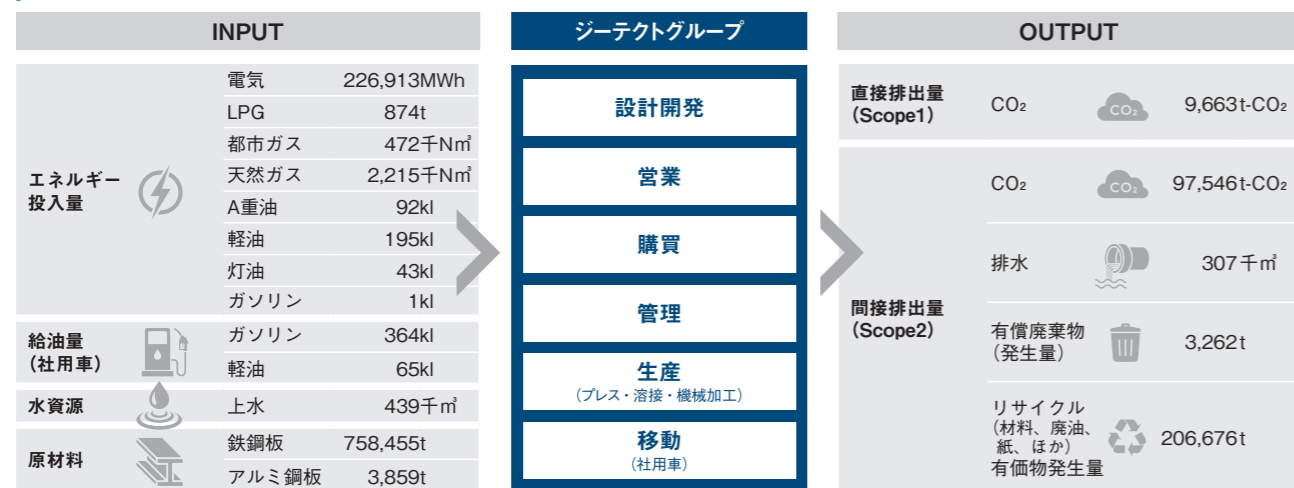 INPUT
エネルギー
投入量
電気 226,913MWh
LPG 874t
都市ガス 472千N㎥
天然ガス 2,215千N㎥
A重油 92kl
軽油 195kl
灯油 43kl
ガソリン 1kl
給油量
（社用車）
ガソリン 364kl
軽油 65kl
水資源
上水 439千㎥
原材料
鉄鋼板 758,455t
アルミ鋼板 3,859t
ジーテクトグループ
設計開発
営業
購買
管理
生産
（プレス・溶接・機械加工）
移動
（社用車）
OUTPUT
直接排出量
（Scope1）
CO₂ CO₂ 9,663t-CO₂
間接排出量
（Scope2）
CO₂ CO₂ 97,546t-CO₂
排水 307千㎥
有償廃棄物
（発生量）
3,262t
リサイクル
（材料、廃油、
紙、ほか）
有価物発生量
206,676t